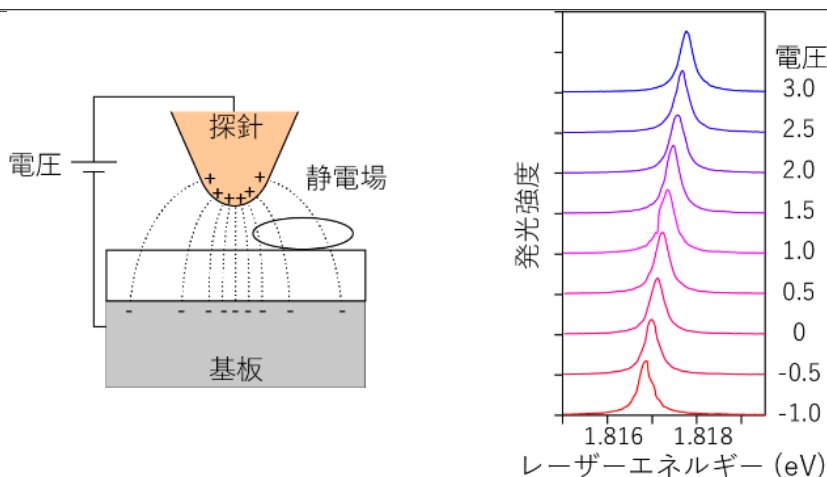 探針
電圧
静電場
基板
+ + + + + +
- - - - - - - - -
電圧
3.0
2.5
2.0
1.5
1.0
0.5
0
-0.5
-1.0
発光強度
1.816 1.818
レーザーエネルギー (eV)